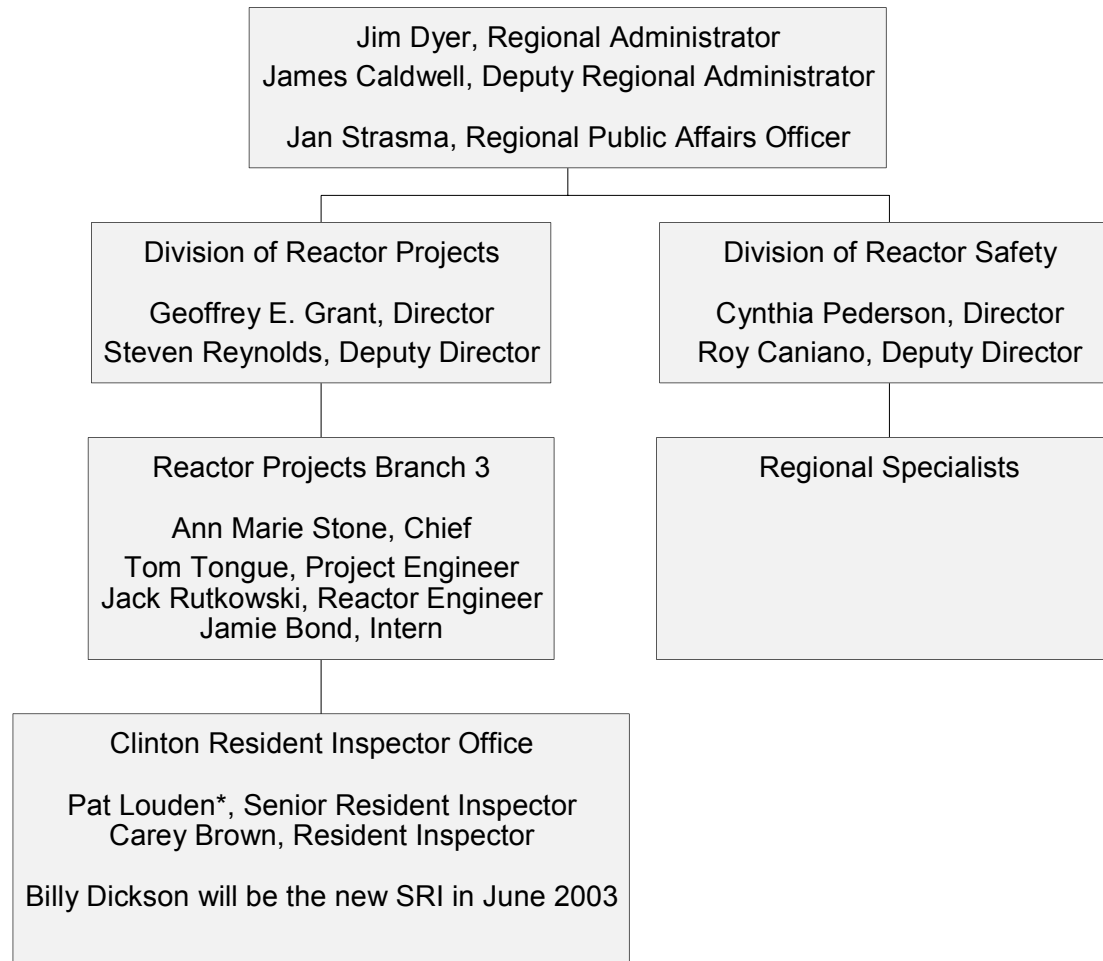 Jim Dyer, Regional Administrator
James Caldwell, Deputy Regional Administrator
Jan Strasma, Regional Public Affairs Officer
Division of Reactor Projects
Geoffrey E. Grant, Director
Steven Reynolds, Deputy Director
Division of Reactor Safety
Cynthia Pederson, Director
Roy Caniano, Deputy Director
Reactor Projects Branch 3
Ann Marie Stone, Chief
Tom Tongue, Project Engineer
Jack Rutkowski, Reactor Engineer
Jamie Bond, Intern
Regional Specialists
Clinton Resident Inspector Office
Pat Louden*, Senior Resident Inspector
Carey Brown, Resident Inspector
Billy Dickson will be the new SRI in June 2003